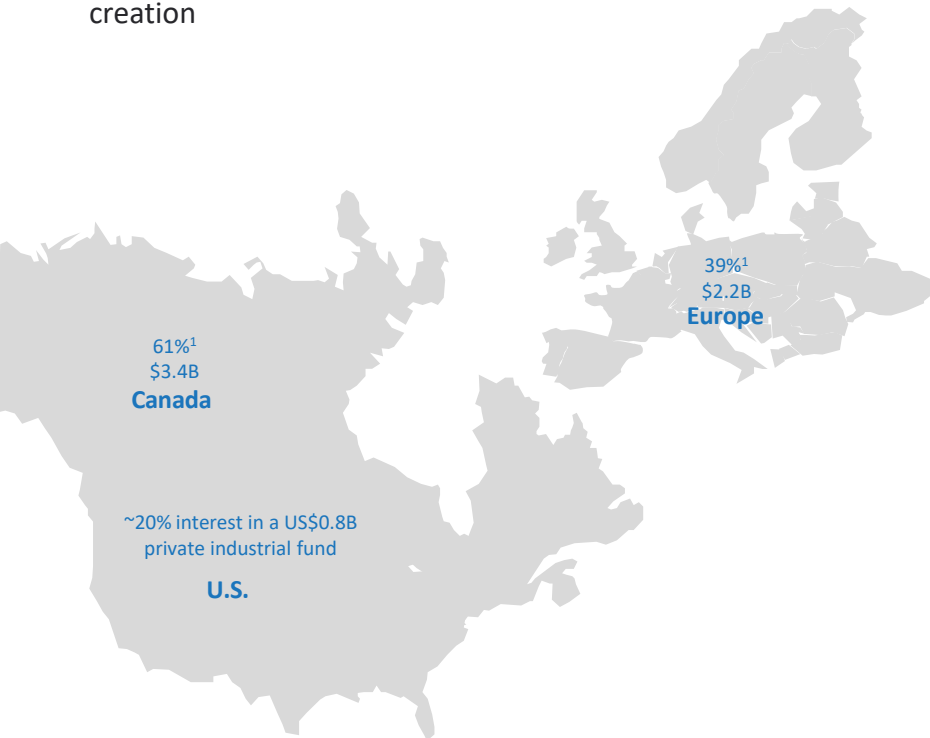 creation
39%¹
$2.2B
Europe
61%¹
$3.4B
Canada
~20% interest in a US$0.8B
private industrial fund
U.S.